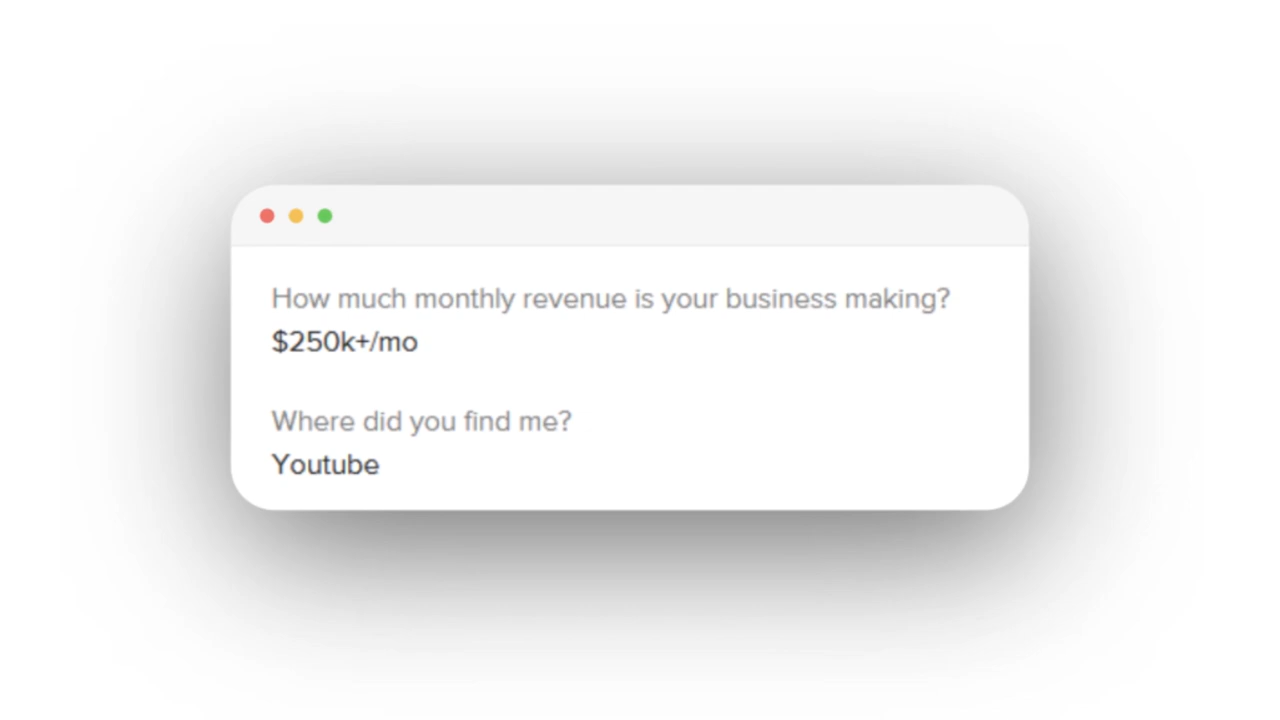 How much monthly revenue is your business making?
$250k+/mo
Where did you find me?
Youtube